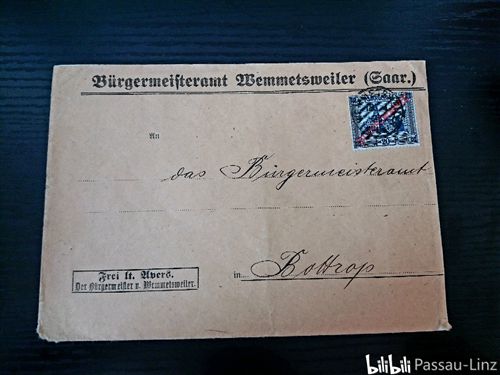 Bürgermeisteramt Wemmetsweiler (Saar.)
An
das Bürgermeisteramt
in Bottrop
Frei lt. Avers.
Der Bürgermeister v. Wemmetsweiler.
bilibili Passau-Linz